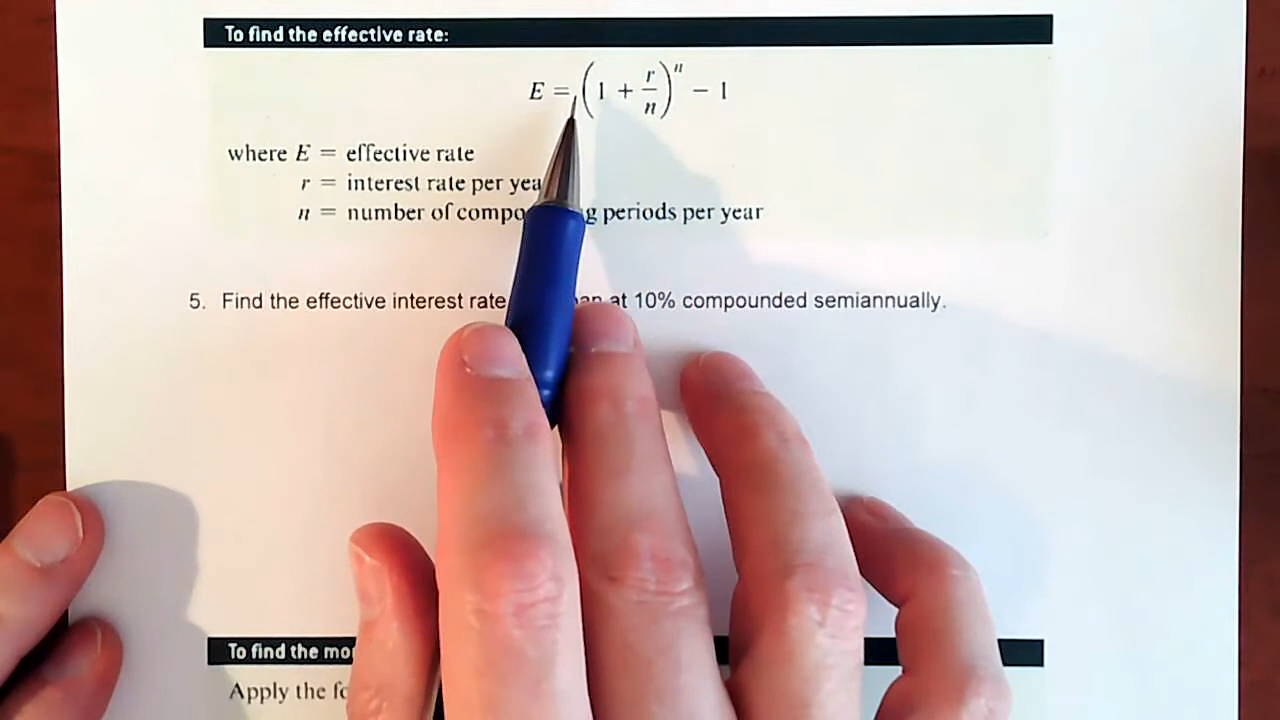 To find the effective rate:
E = (1 + r/n)^n − 1
where E = effective rate
r = interest rate per yea
n = number of compo g periods per year
5. Find the effective interest rate an at 10% compounded semiannually.
To find the mo
Apply the fo